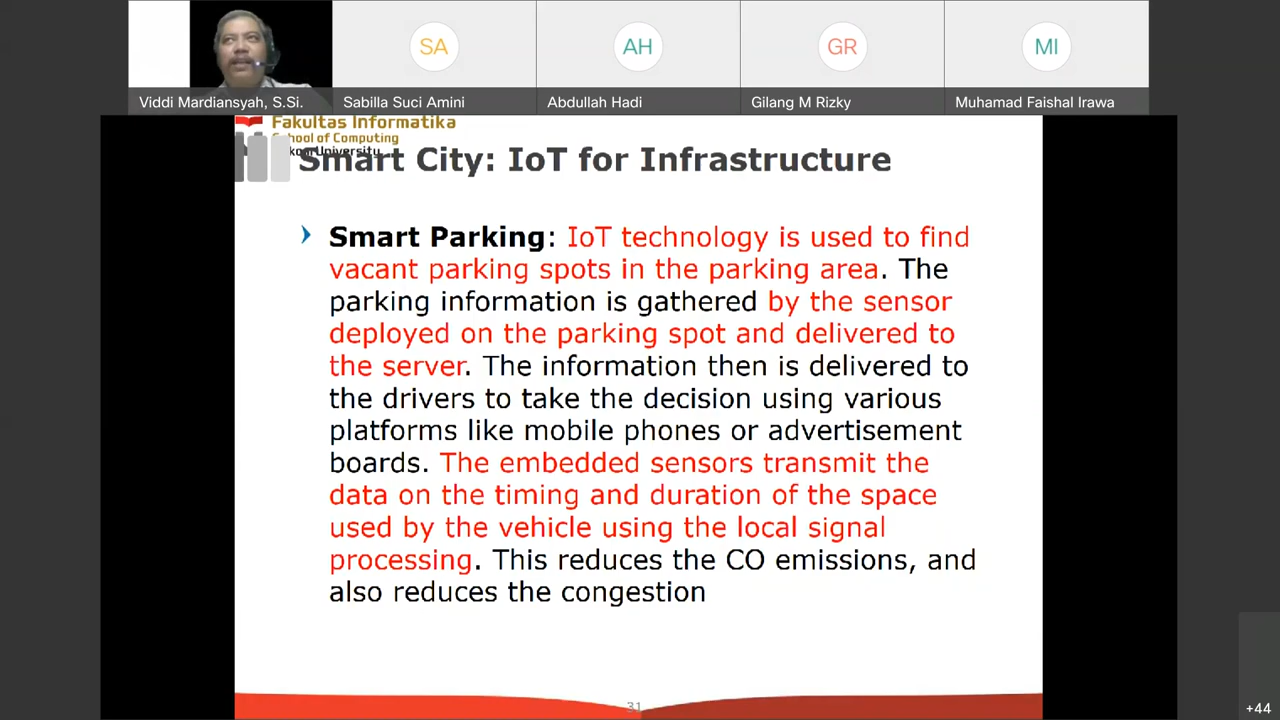 SA
AH
GR
MI
Viddi Mardiansyah, S.Si.
Sabilla Suci Amini
Abdullah Hadi
Gilang M Rizky
Muhamad Faishal Irawa
Fakultas Informatika
School of Computing
University
Smart City: IoT for Infrastructure
Smart Parking: IoT technology is used to find
vacant parking spots in the parking area. The
parking information is gathered by the sensor
deployed on the parking spot and delivered to
the server. The information then is delivered to
the drivers to take the decision using various
platforms like mobile phones or advertisement
boards. The embedded sensors transmit the
data on the timing and duration of the space
used by the vehicle using the local signal
processing. This reduces the CO emissions, and
also reduces the congestion
31
+44